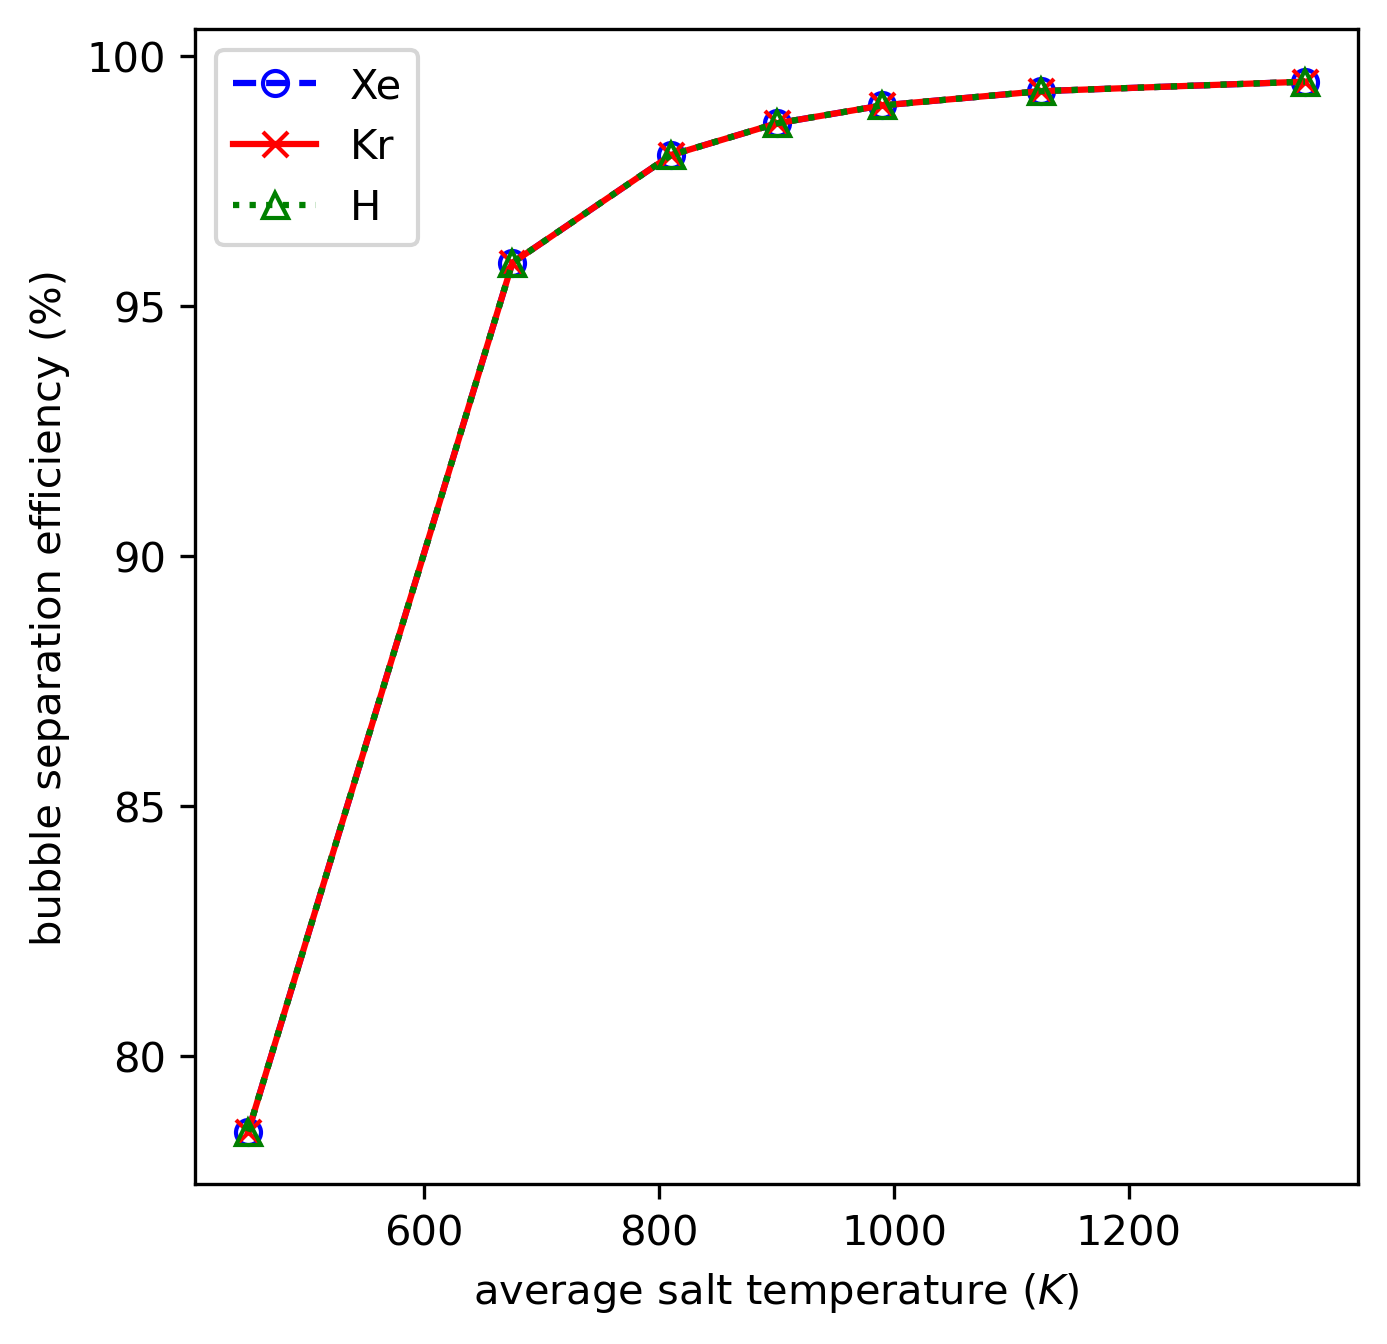 Xe
Kr
H
100
95
90
85
80
bubble separation efficiency (%)
600 800 1000 1200
average salt temperature (K)